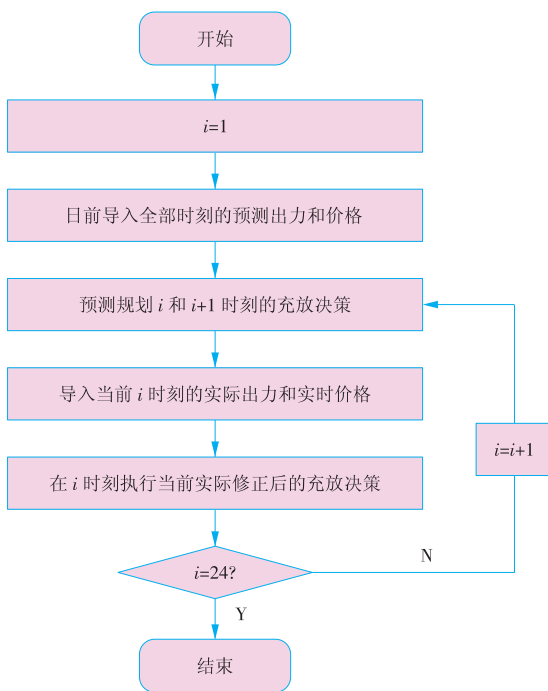 开始
i=1
日前导入全部时刻的预测出力和价格
预测规划 i 和 i+1 时刻的充放决策
导入当前 i 时刻的实际出力和实时价格
i=i+1
在 i 时刻执行当前实际修正后的充放决策
i=24?
N
Y
结束